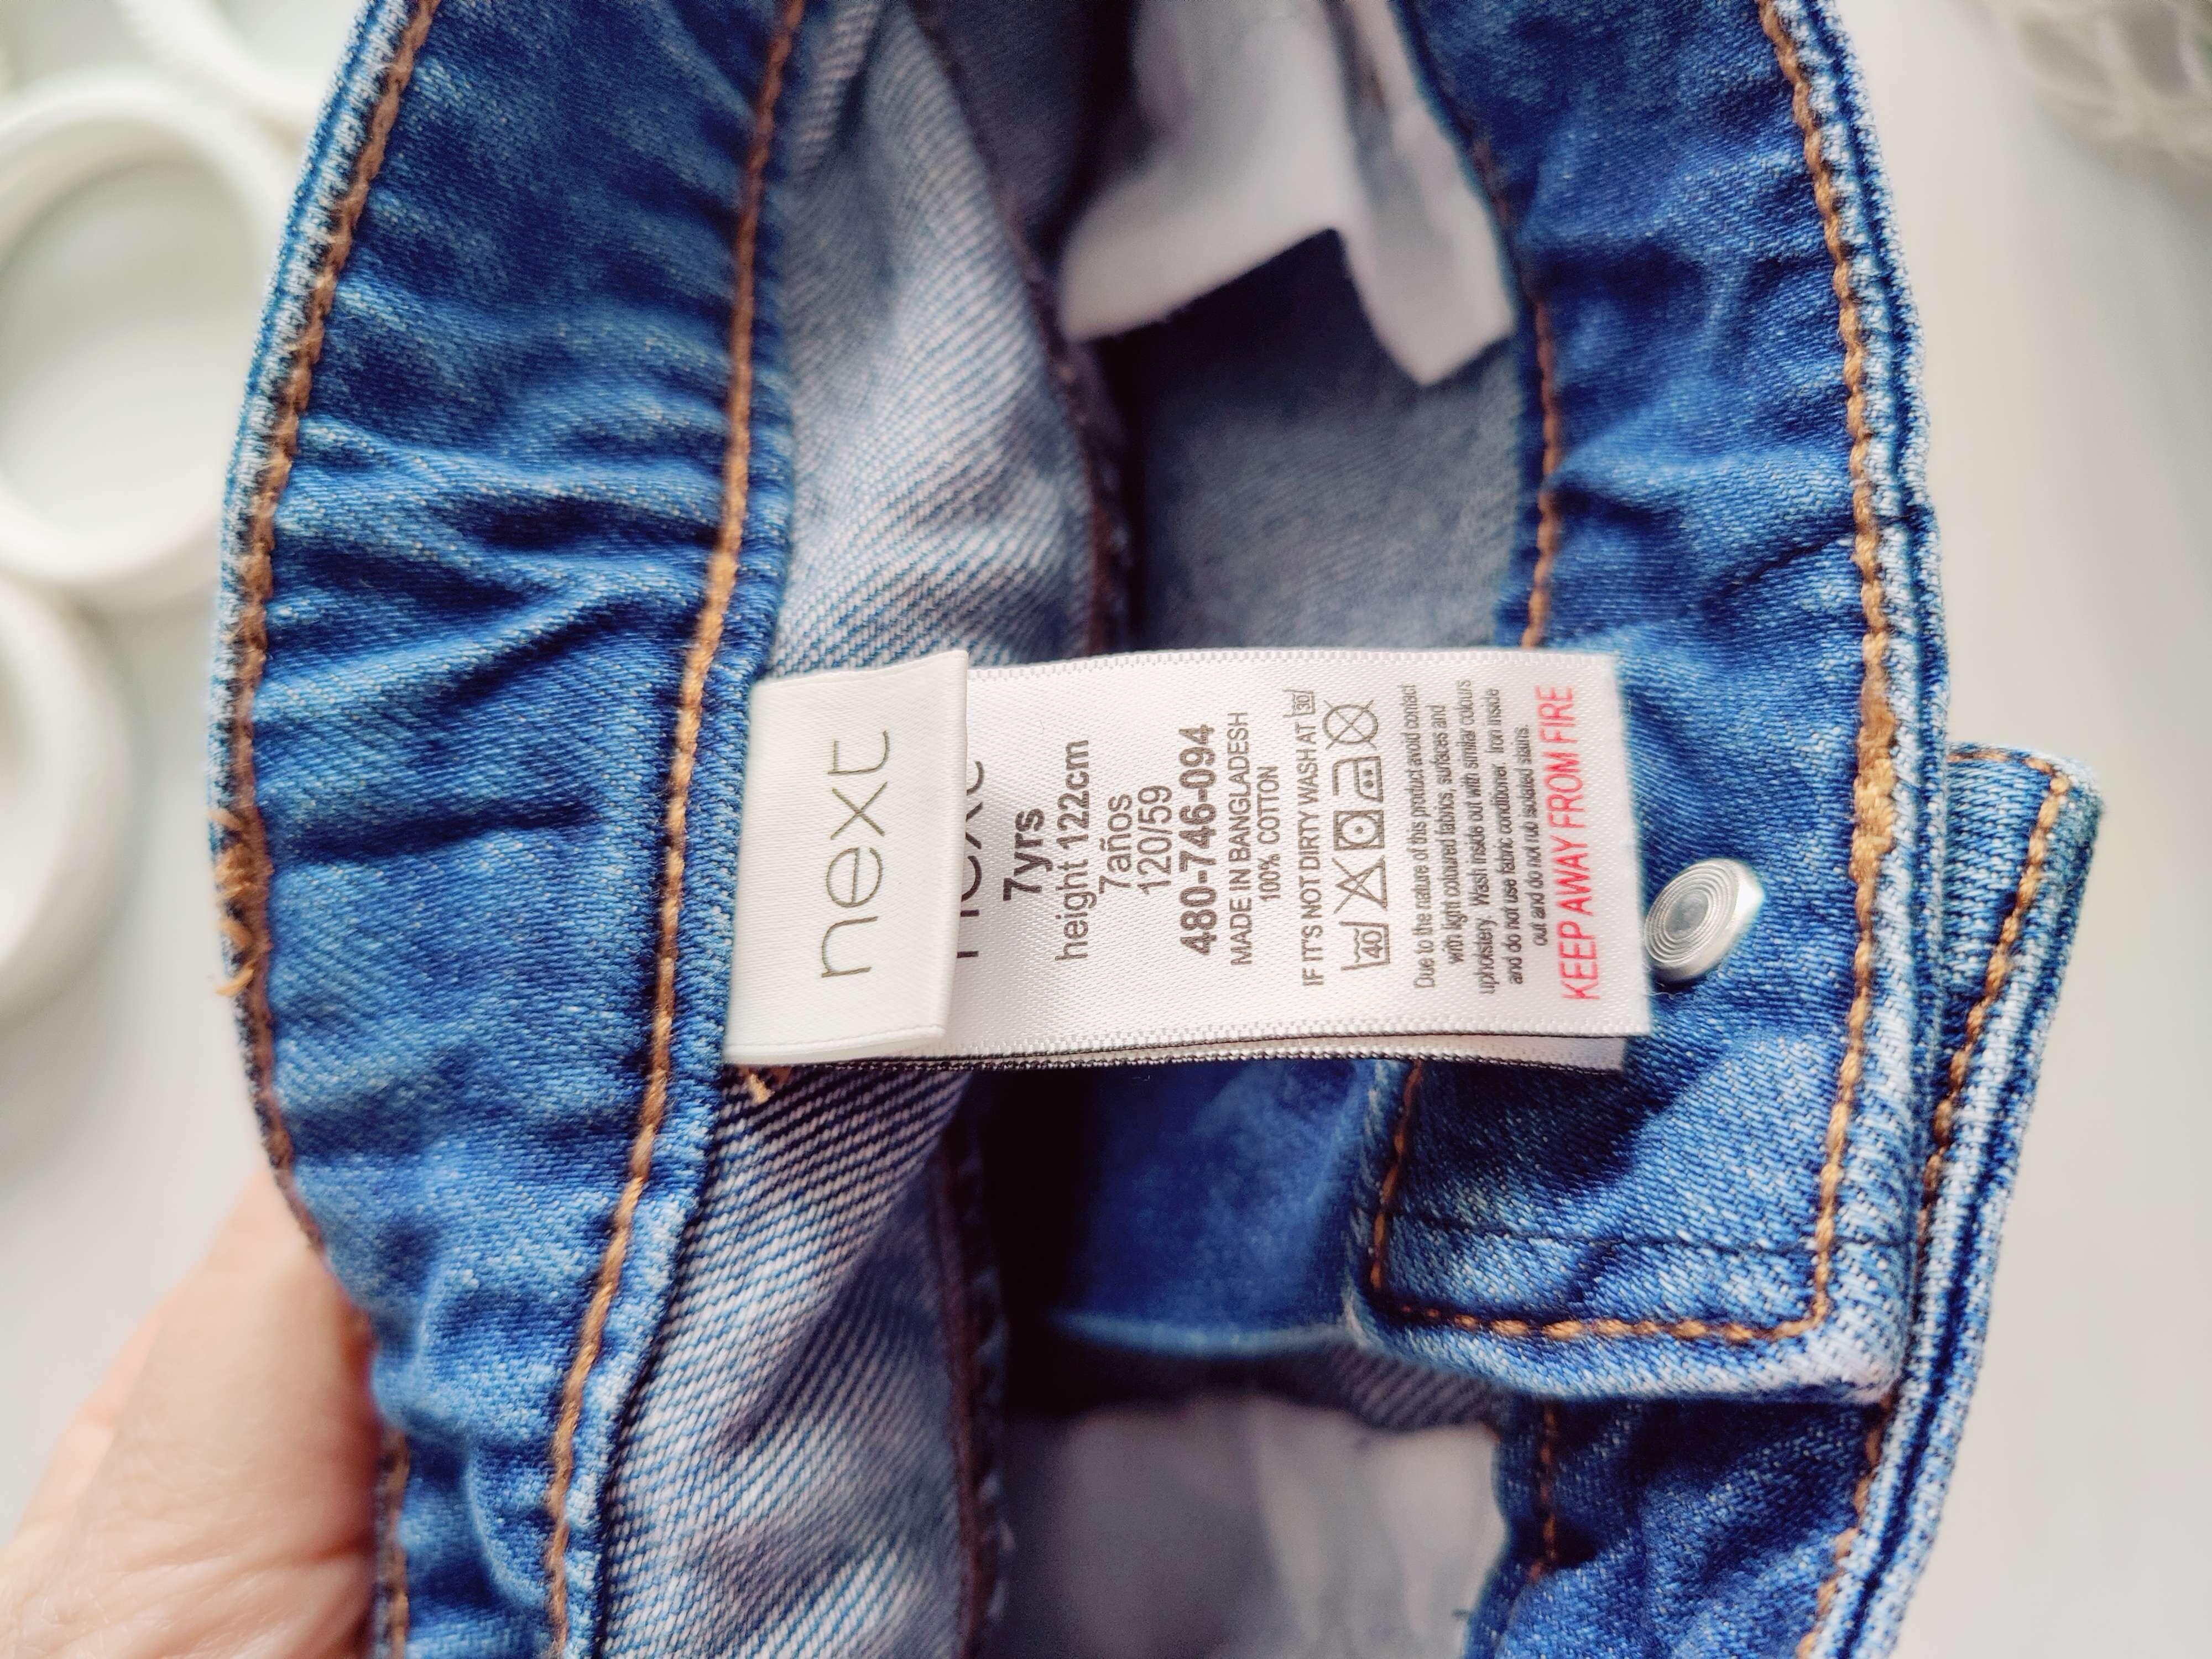 next
next
7yrs
height 122cm
7años
120/59
480-746-094
MADE IN BANGLADESH
100% COTTON
IF IT'S NOT DIRTY WASH AT 30
40
Due to the nature of this product avoid contact
with light coloured fabrics, surfaces and
upholstery. Wash inside out with similar colours
and do not use fabric conditioner. Iron inside
out and do not rub soiled stains.
KEEP AWAY FROM FIRE